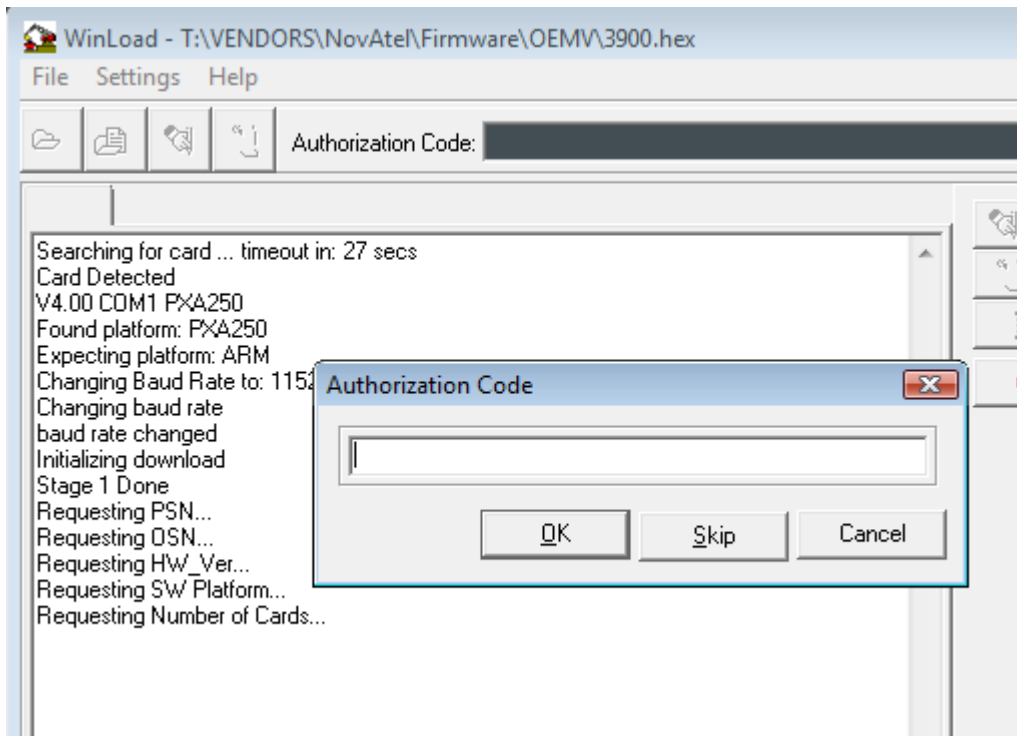 WinLoad - T:\VENDORS\NovAtel\Firmware\OEMV\3900.hex
File Settings Help
Authorization Code:
Searching for card ... timeout in: 27 secs
Card Detected
V4.00 COM1 PXA250
Found platform: PXA250
Expecting platform: ARM
Changing Baud Rate to: 1152
Changing baud rate
baud rate changed
Initializing download
Stage 1 Done
Requesting PSN...
Requesting OSN...
Requesting HW_Ver...
Requesting SW Platform...
Requesting Number of Cards...
Authorization Code
OK Skip Cancel